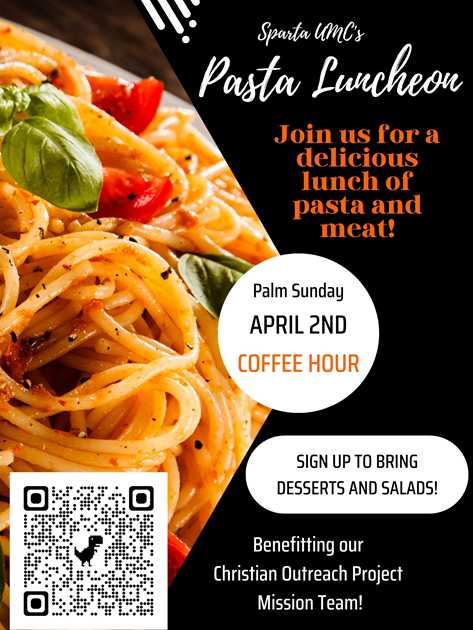 Sparta UMC's
Pasta Luncheon
Join us for a
delicious
lunch of
pasta and
meat!
Palm Sunday
APRIL 2ND
COFFEE HOUR
SIGN UP TO BRING
DESSERTS AND SALADS!
Benefitting our
Christian Outreach Project
Mission Team!